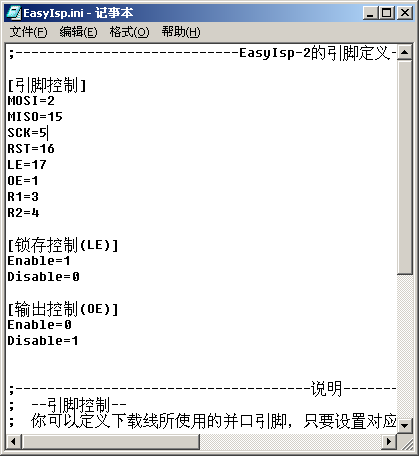 EasyIsp.ini - 记事本
文件(F) 编辑(E) 格式(O) 帮助(H)
;--------------------------EasyIsp-2的引脚定义-
[引脚控制]
MOSI=2
MISO=15
SCK=5
RST=16
LE=17
OE=1
R1=3
R2=4
[锁存控制(LE)]
Enable=1
Disable=0
[输出控制(OE)]
Enable=0
Disable=1
;-----------------------------------说明-------
;  --引脚控制--
;  你可以定义下载线所使用的并口引脚，只要设置对应